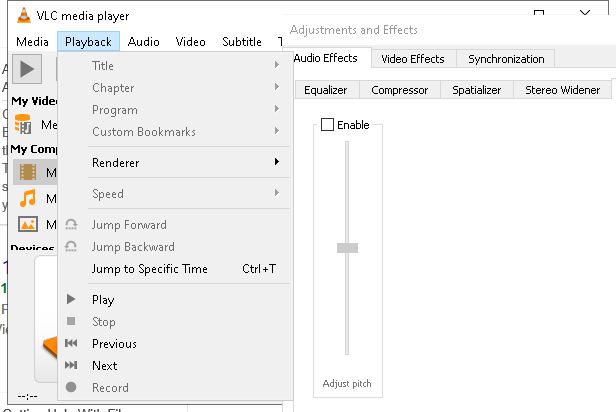 VLC media player
Media Playback Audio Video Subtitle T
Adjustments and Effects
Audio Effects Video Effects Synchronization
Equalizer Compressor Spatializer Stereo Widener
Enable
Adjust pitch
Title
Chapter
Program
Custom Bookmarks
Renderer
Speed
Jump Forward
Jump Backward
Jump to Specific Time Ctrl+T
Play
Stop
Previous
Next
Record
My Vide
Me
My Comp
M
M
M
Devices
--:--